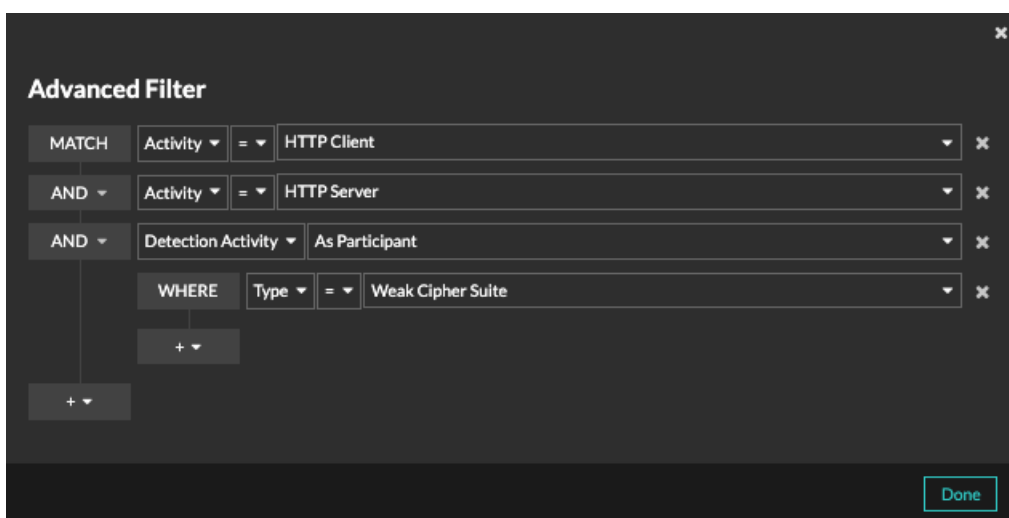 Advanced Filter
MATCH Activity = HTTP Client
AND Activity = HTTP Server
AND Detection Activity As Participant
WHERE Type = Weak Cipher Suite
+
+
Done